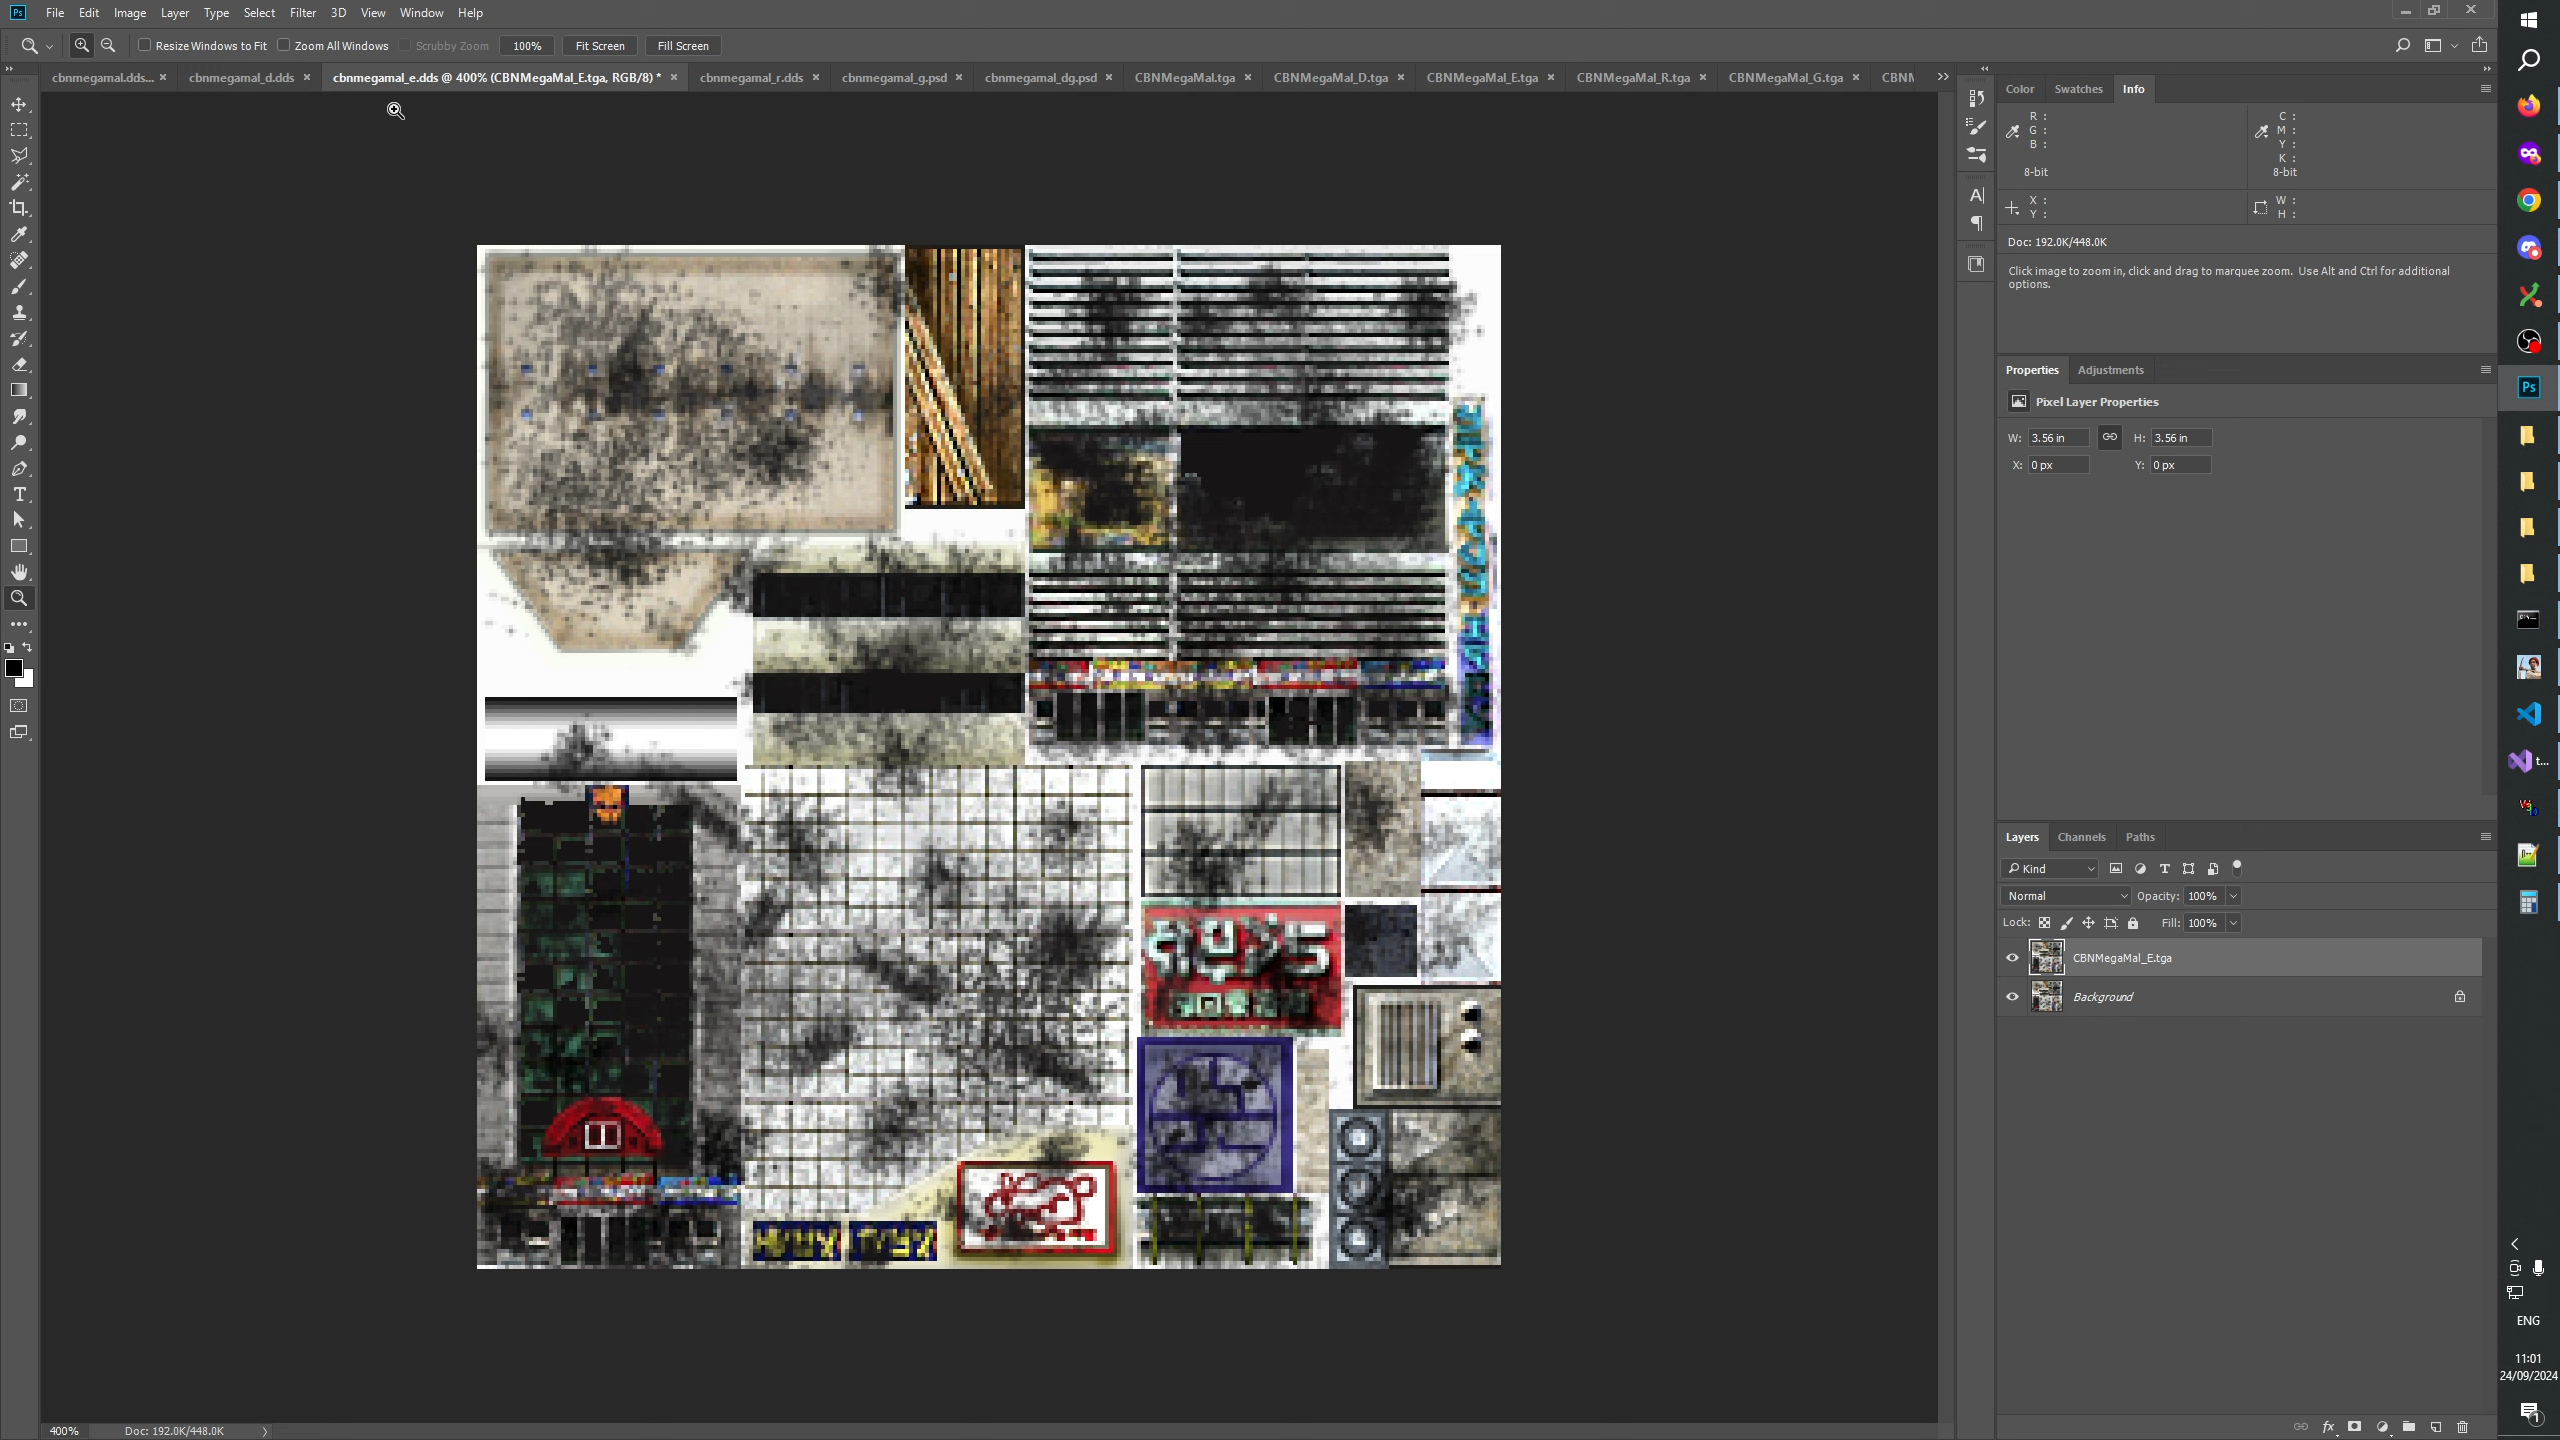 File Edit Image Layer Type Select Filter 3D View Window Help
Resize Windows to Fit Zoom All Windows Scrubby Zoom 100% Fit Screen Fill Screen
cbnmegamal.dds... × cbnmegamal_d.dds × cbnmegamal_e.dds @ 400% (CBNMegaMal_E.tga, RGB/8) * × cbnmegamal_r.dds × cbnmegamal_g.psd × cbnmegamal_dg.psd × CBNMegaMal.tga × CBNMegaMal_D.tga × CBNMegaMal_E.tga × CBNMegaMal_R.tga × CBNMegaMal_G.tga ×
Color Swatches Info
R : C :
G : M :
B : Y :
K :
8-bit 8-bit
X : W :
Y : H :
Doc: 192.0K/448.0K
Click image to zoom in, click and drag to marquee zoom. Use Alt and Ctrl for additional
options.
Properties Adjustments
Pixel Layer Properties
W: 3.56 in H: 3.56 in
X: 0 px Y: 0 px
Layers Channels Paths
Kind
Normal Opacity: 100%
Lock: Fill: 100%
CBNMegaMal_E.tga
Background
400% Doc: 192.0K/448.0K
Ps
t...
ENG
11:01
24/09/2024
1